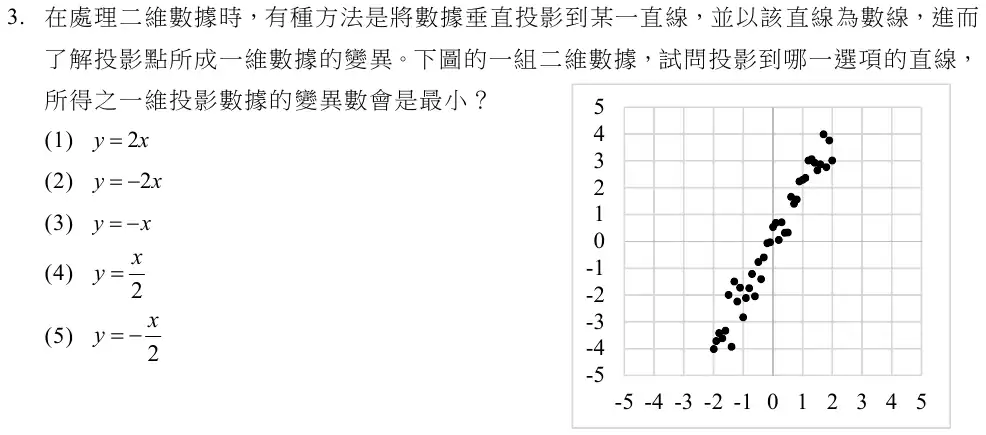 3. 在處理二維數據時，有種方法是將數據垂直投影到某一直線，並以該直線為數線，進而
了解投影點所成一維數據的變異。下圖的一組二維數據，試問投影到哪一選項的直線，
所得之一維投影數據的變異數會是最小？
(1) y = 2x
(2) y = −2x
(3) y = −x
(4) y = x/2
(5) y = −x/2
5
4
3
2
1
0
-1
-2
-3
-4
-5
-5 -4 -3 -2 -1 0 1 2 3 4 5